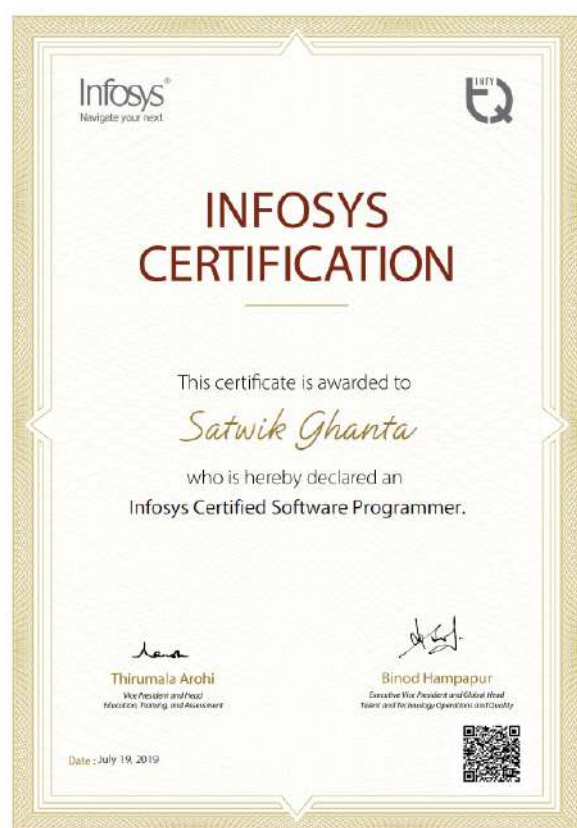 Infosys®
Navigate your next
INFY
TQ
INFOSYS
CERTIFICATION
This certificate is awarded to
Satwik Ghanta
who is hereby declared an
Infosys Certified Software Programmer.
Thirumala Arohi
Vice President and Head
Education, Training, and Assessment
Binod Hampapur
Executive Vice President and Global Head
Talent and Technology Operations and Quality
Date : July 19, 2019